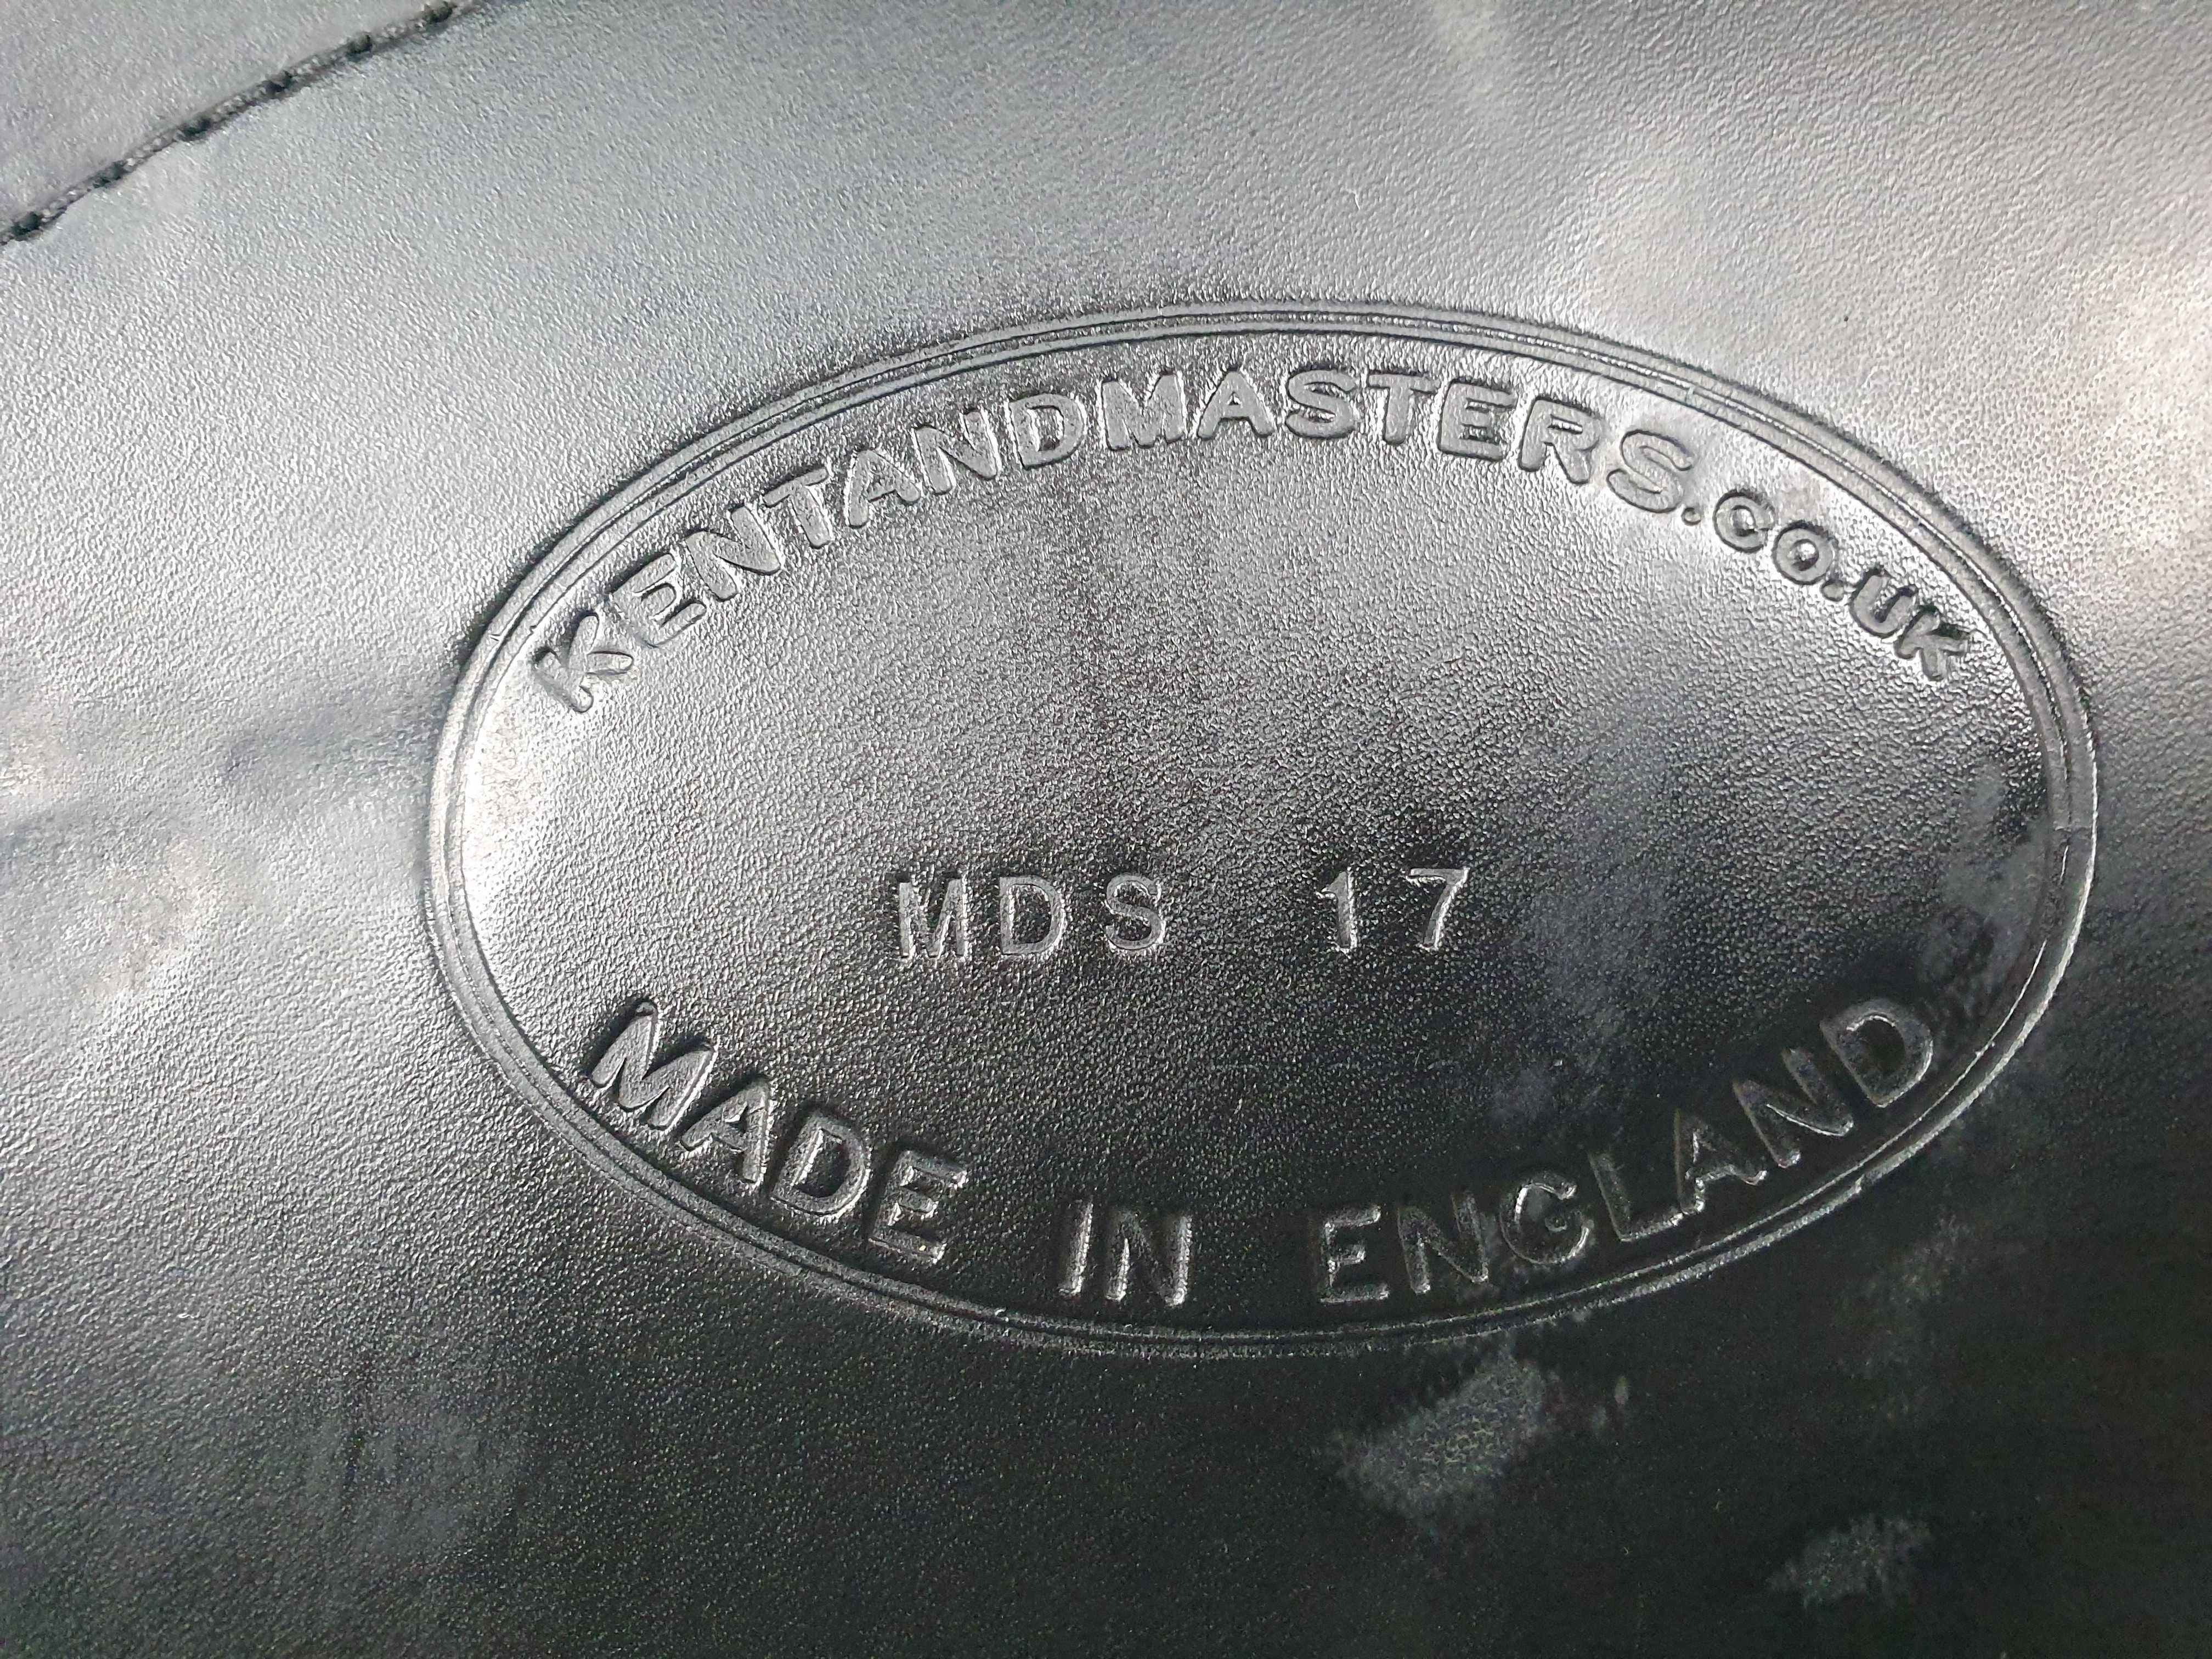 KENTANDMASTERS.CO.UK
MDS 17
MADE IN ENGLAND